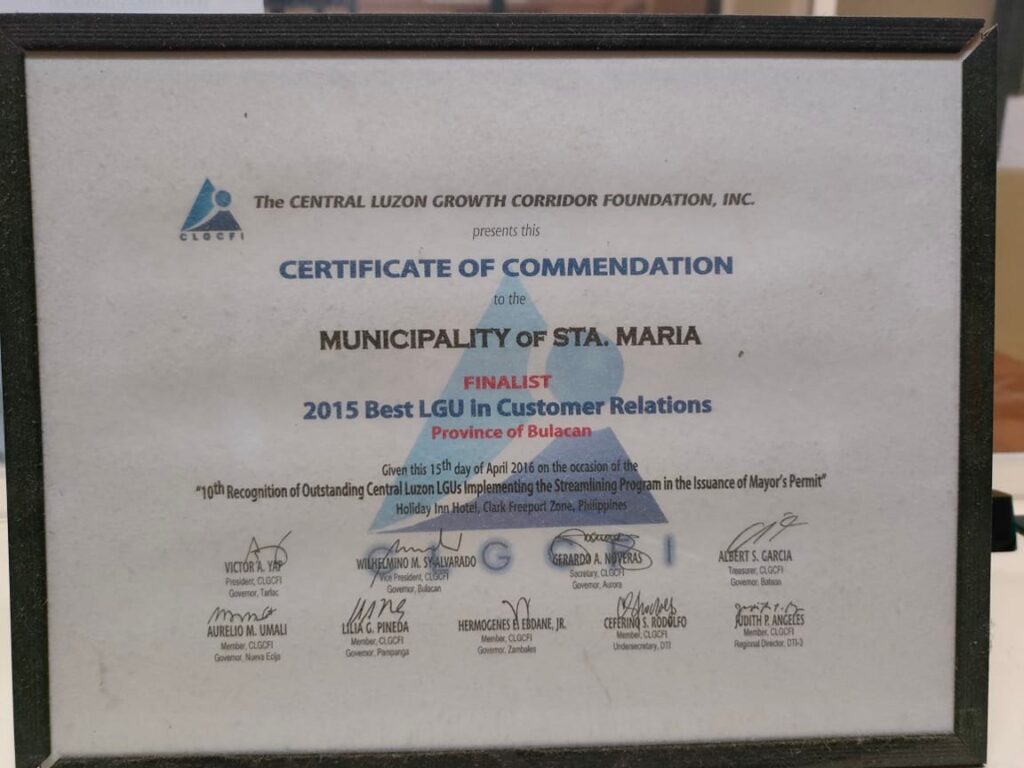 CLGCFI
The CENTRAL LUZON GROWTH CORRIDOR FOUNDATION, INC.
presents this
CERTIFICATE OF COMMENDATION
to the
MUNICIPALITY OF STA. MARIA
FINALIST
2015 Best LGU in Customer Relations
Province of Bulacan
Given this 15th day of April 2016 on the occasion of the
"10th Recognition of Outstanding Central Luzon LGUs Implementing the Streamlining Program in the Issuance of Mayor's Permit"
Holiday Inn Hotel, Clark Freeport Zone, Philippines
VICTOR A. YAP
President, CLGCFI
Governor, Tarlac
WILHELMINO M. SY-ALVARADO
Vice President, CLGCFI
Governor, Bulacan
GERARDO A. NOVERAS
Secretary, CLGCFI
Governor, Aurora
ALBERT S. GARCIA
Treasurer, CLGCFI
Governor, Bataan
AURELIO M. UMALI
Member, CLGCFI
Governor, Nueva Ecija
LILIA G. PINEDA
Member, CLGCFI
Governor, Pampanga
HERMOGENES E. EBDANE, JR.
Member, CLGCFI
Governor, Zambales
CEFERINO S. RODOLFO
Member, CLGCFI
Undersecretary, DTI
JUDITH P. ANGELES
Member, CLGCFI
Regional Director, DTI-3